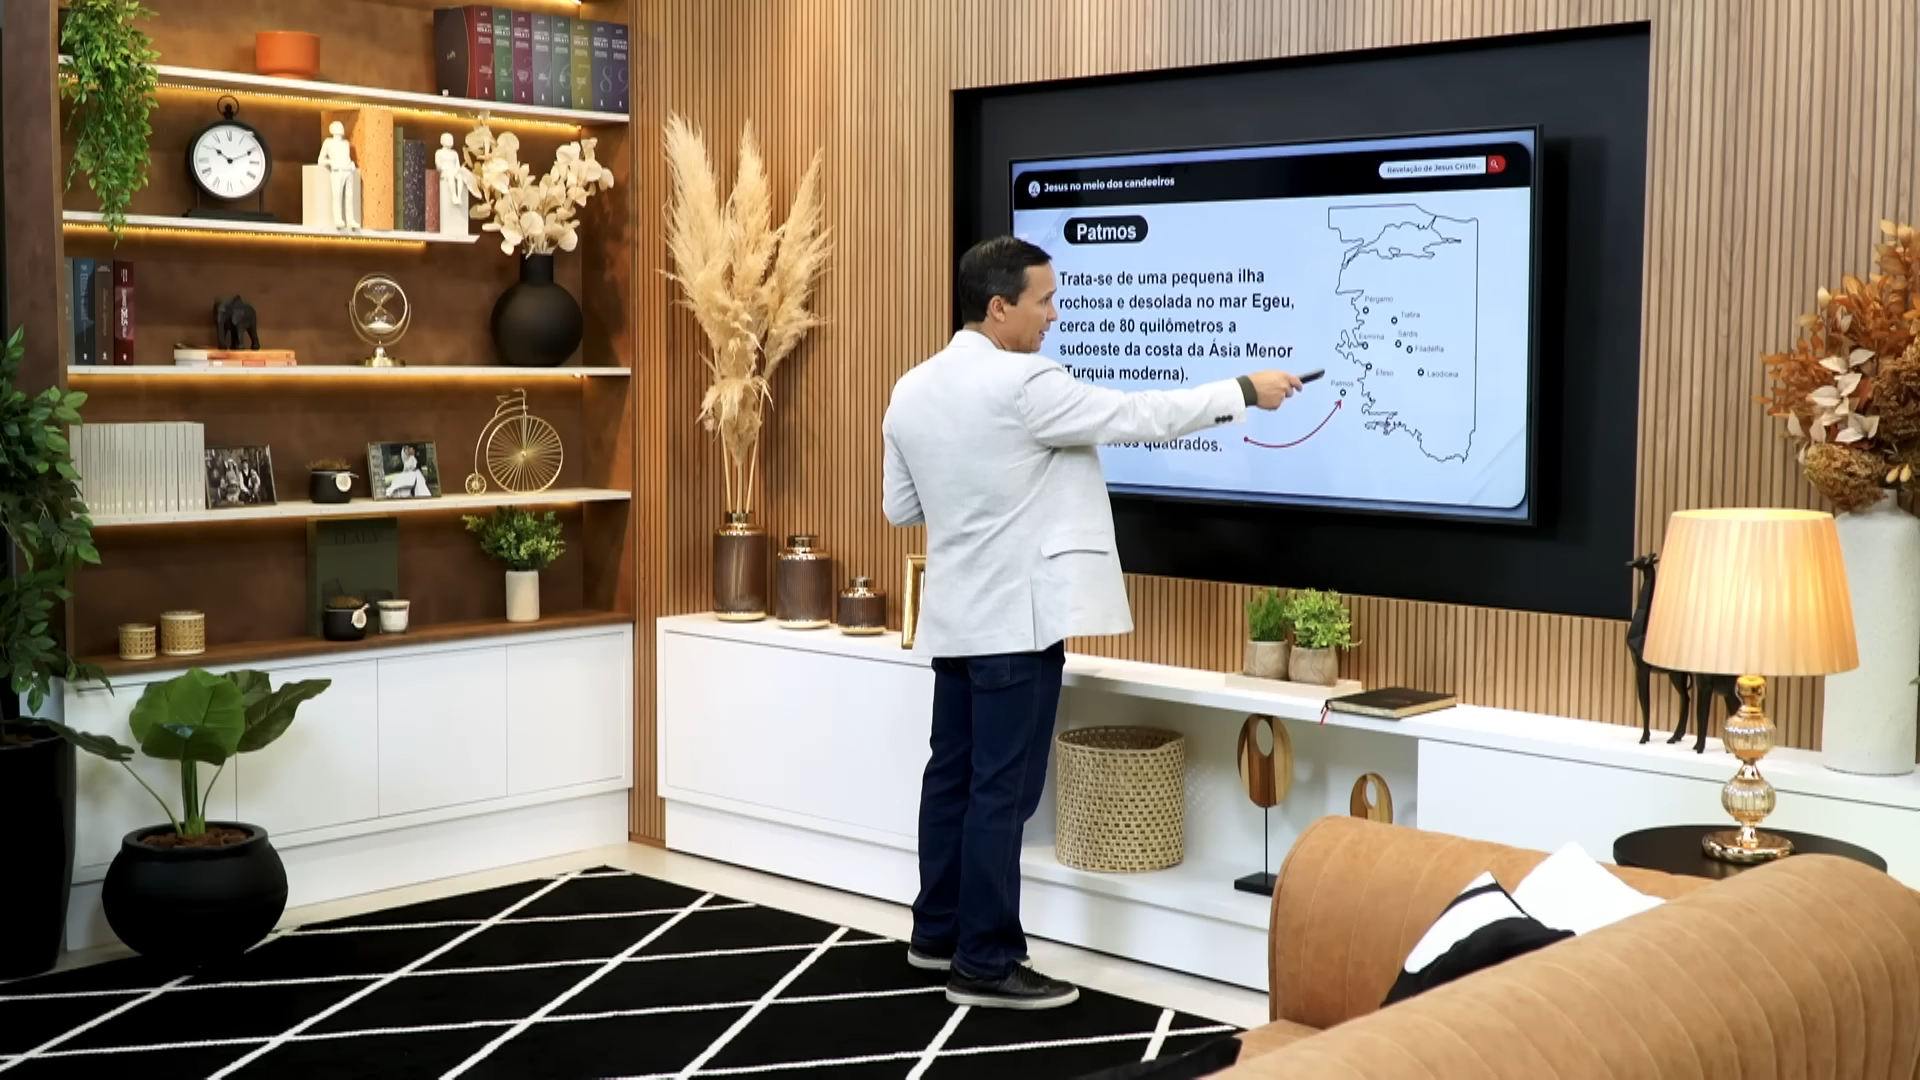 Jesus no meio dos candeeiros
Revelação de Jesus Cristo...
Patmos
Trata-se de uma pequena ilha
rochosa e desolada no mar Egeu,
cerca de 80 quilômetros a
sudoeste da costa da Ásia Menor
(Turquia moderna).
quadrados.
Pérgamo
Tiatira
Esmirna
Sardis
Filadélfia
Éfeso
Laodiceia
Patmos
ITALY